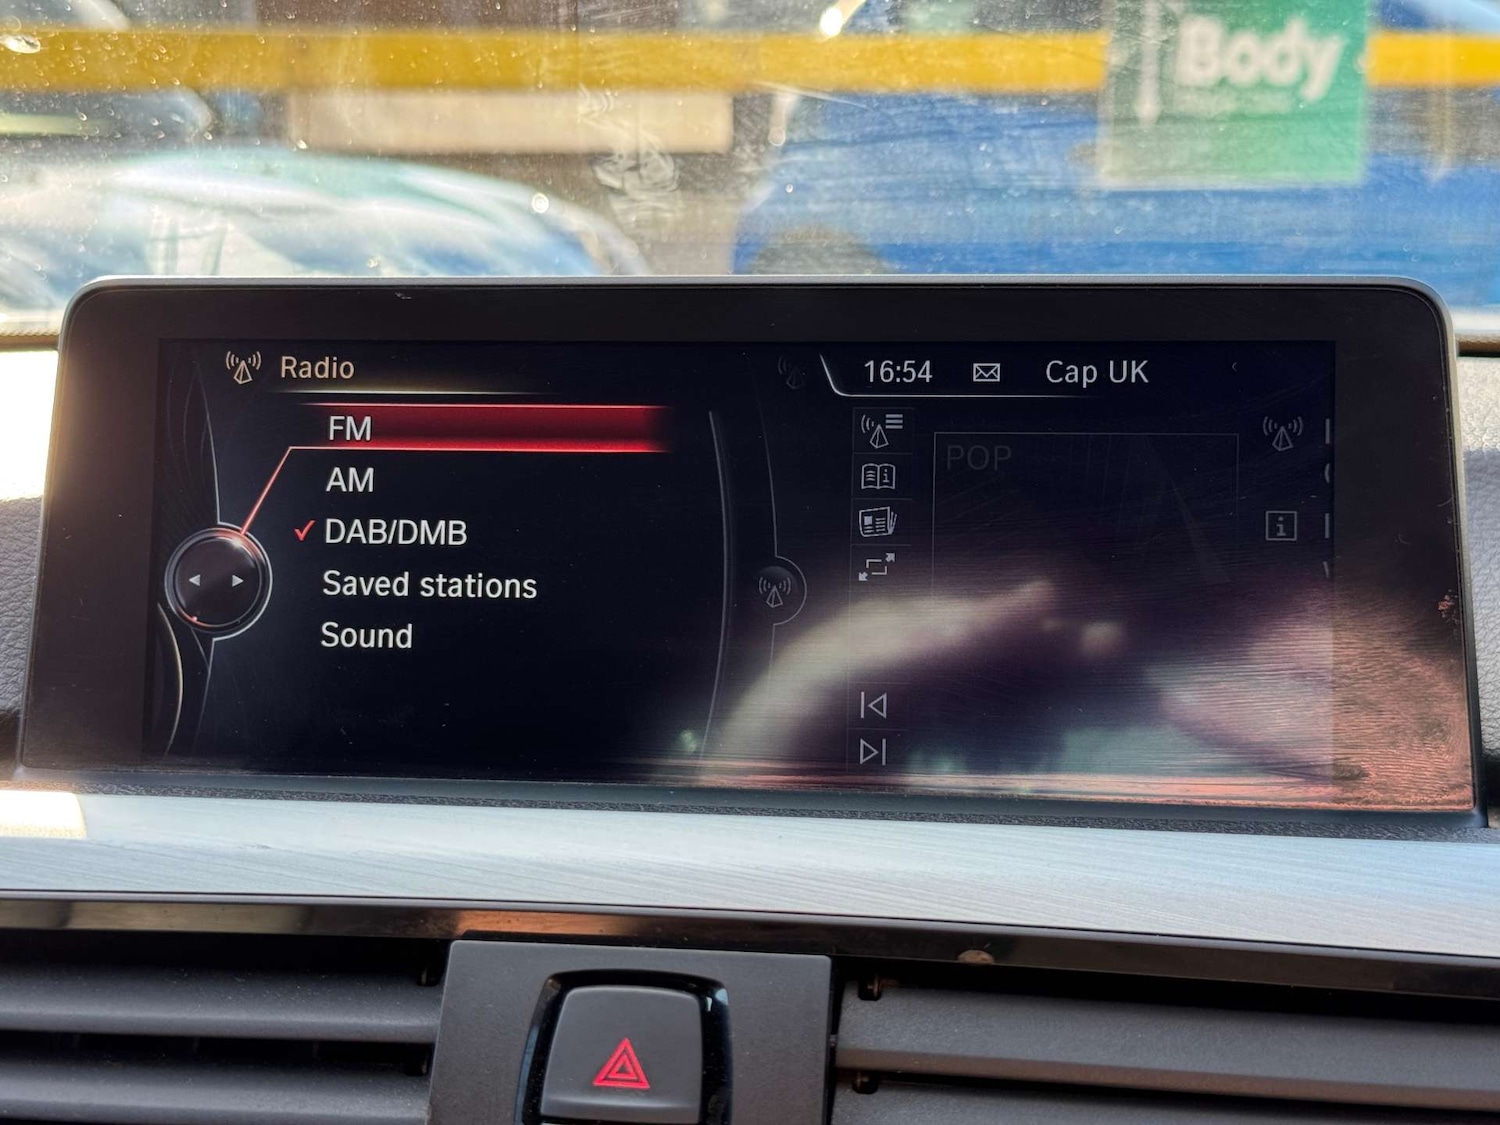 Body
Radio
16:54 Cap UK
FM
AM
DAB/DMB
Saved stations
Sound
POP